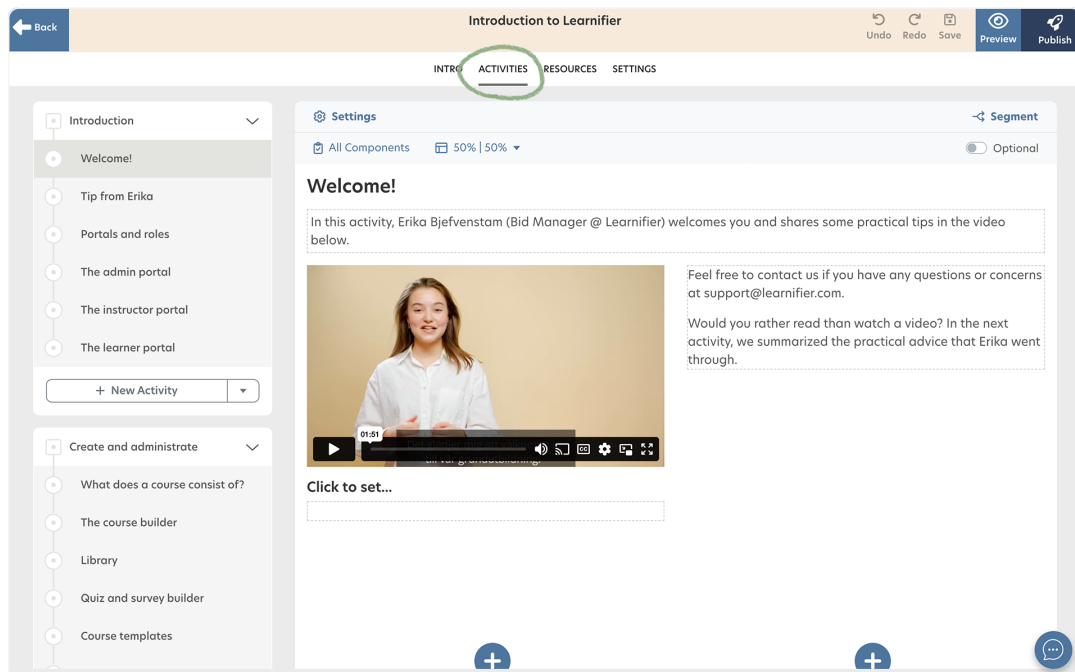 Back
Introduction to Learnifier
Undo
Redo
Save
Preview
Publish
INTRO
ACTIVITIES
RESOURCES
SETTINGS
Introduction
Welcome!
Tip from Erika
Portals and roles
The admin portal
The instructor portal
The learner portal
+ New Activity
Create and administrate
What does a course consist of?
The course builder
Library
Quiz and survey builder
Course templates
Settings
Segment
All Components
50% | 50%
Optional
Welcome!
In this activity, Erika Bjefvenstam (Bid Manager @ Learnifier) welcomes you and shares some practical tips in the video
below.
01:51
CC
till vår grundutbildning!
Click to set...
Feel free to contact us if you have any questions or concerns
at support@learnifier.com.
Would you rather read than watch a video? In the next
activity, we summarized the practical advice that Erika went
through.